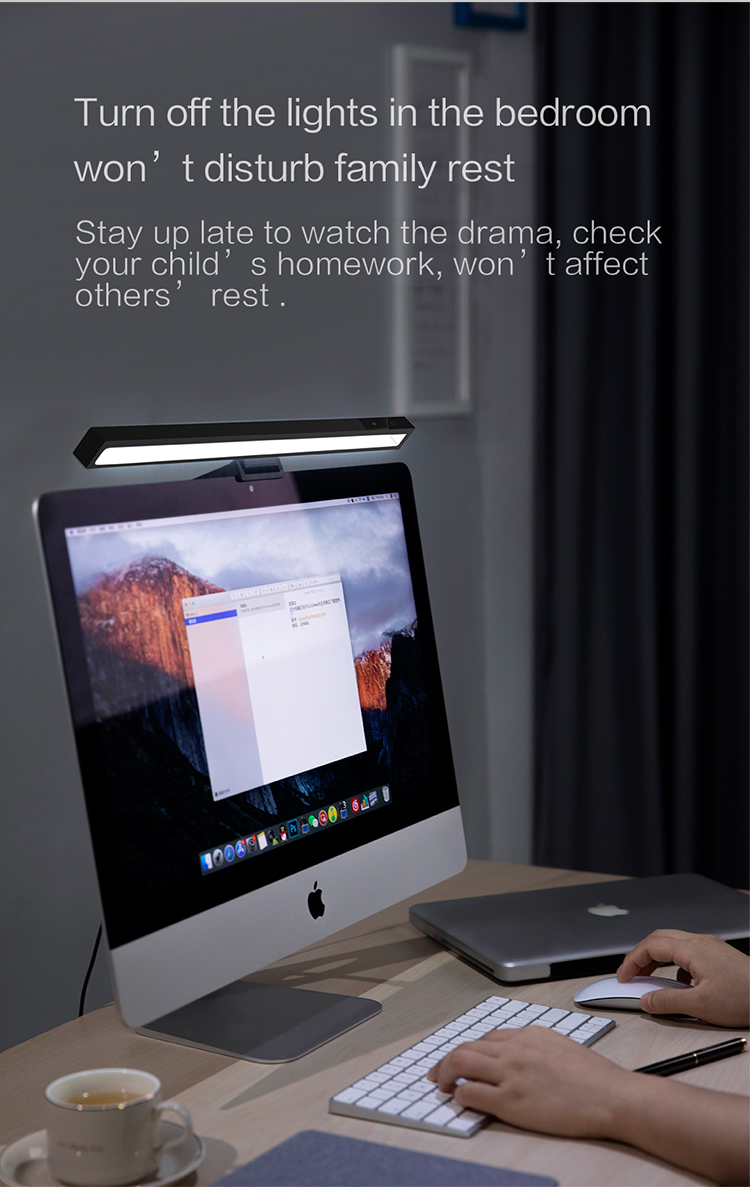 Turn off the lights in the bedroom
won’t disturb family rest
Stay up late to watch the drama, check
your child’s homework, won’t affect
others’ rest .